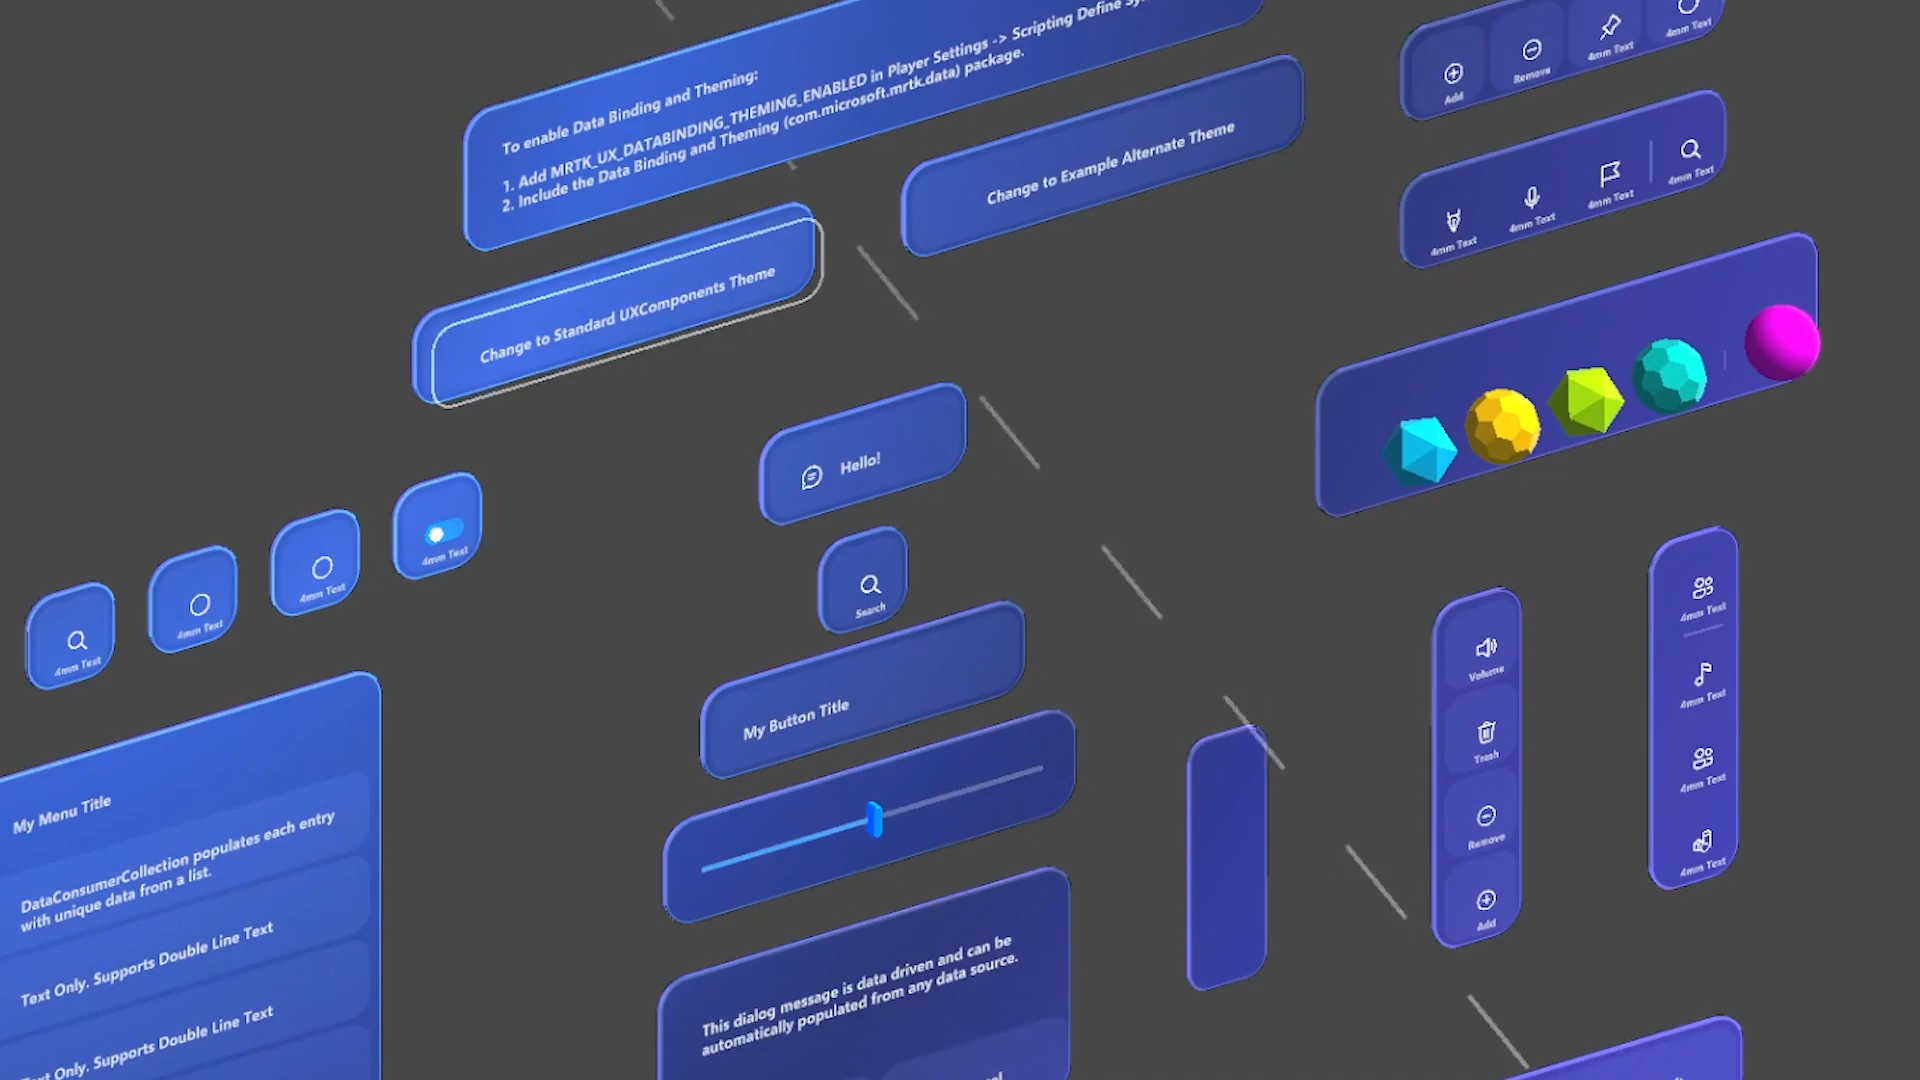 To enable Data Binding and Theming:
1. Add MRTK_UX_DATABINDING_THEMING_ENABLED in Player Settings -> Scripting Define
2. Include the Data Binding and Theming (com.microsoft.mrtk.data) package.
Change to Example Alternate Theme
Change to Standard UXComponents Theme
Add
Remove
4mm Text
4mm Text
4mm Text
4mm Text
4mm Text
4mm Text
Hello!
Search
4mm Text
4mm Text
4mm Text
4mm Text
My Button Title
My Menu Title
DataConsumerCollection populates each entry
with unique data from a list.
Text Only. Supports Double Line Text
Text Only. Supports Double Line Text
This dialog message is data driven and can be
automatically populated from any data source.
Volume
Trash
Remove
Add
4mm Text
4mm Text
4mm Text
4mm Text